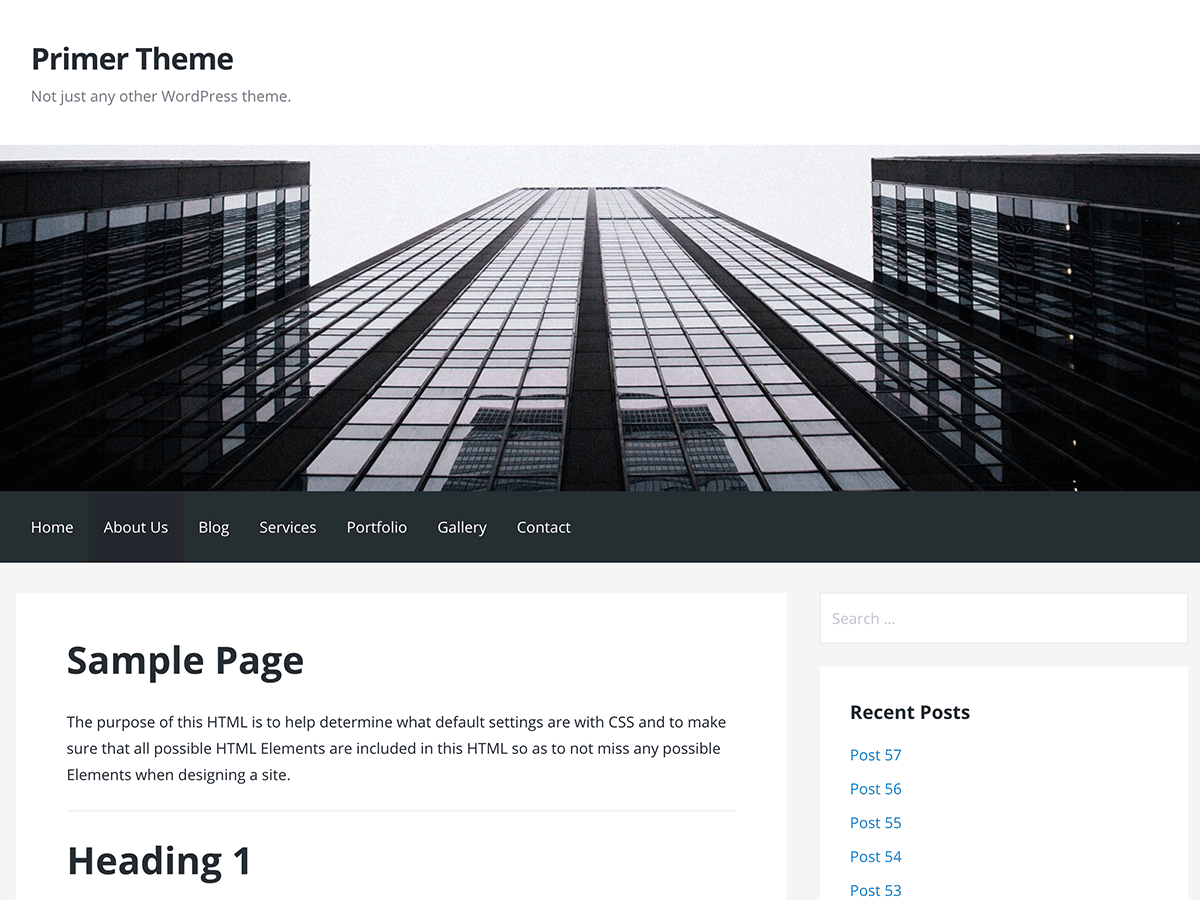 Primer Theme
Not just any other WordPress theme.
Home About Us Blog Services Portfolio Gallery Contact
Sample Page
The purpose of this HTML is to help determine what default settings are with CSS and to make
sure that all possible HTML Elements are included in this HTML so as to not miss any possible
Elements when designing a site.
Heading 1
Search ...
Recent Posts
Post 57
Post 56
Post 55
Post 54
Post 53